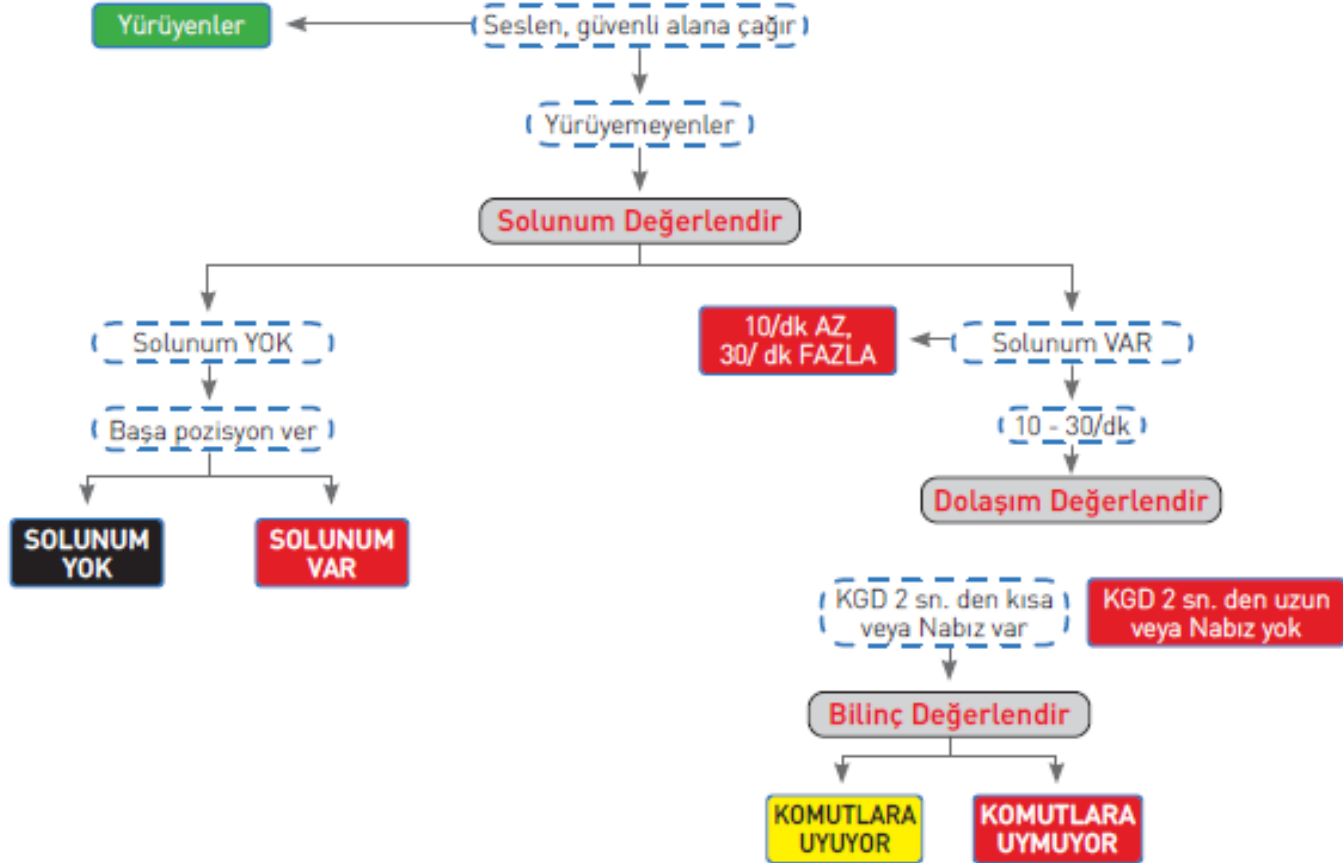 Yürüyenler
Seslen, güvenli alana çağır
Yürüyemeyenler
Solunum Değerlendir
Solunum YOK
10/dk AZ,
30/ dk FAZLA
Solunum VAR
Başa pozisyon ver
10 - 30/dk
SOLUNUM
YOK
SOLUNUM
VAR
Dolaşım Değerlendir
KGD 2 sn. den kısa
veya Nabız var
KGD 2 sn. den uzun
veya Nabız yok
Bilinç Değerlendir
KOMUTLARA
UYUYOR
KOMUTLARA
UYMUYOR